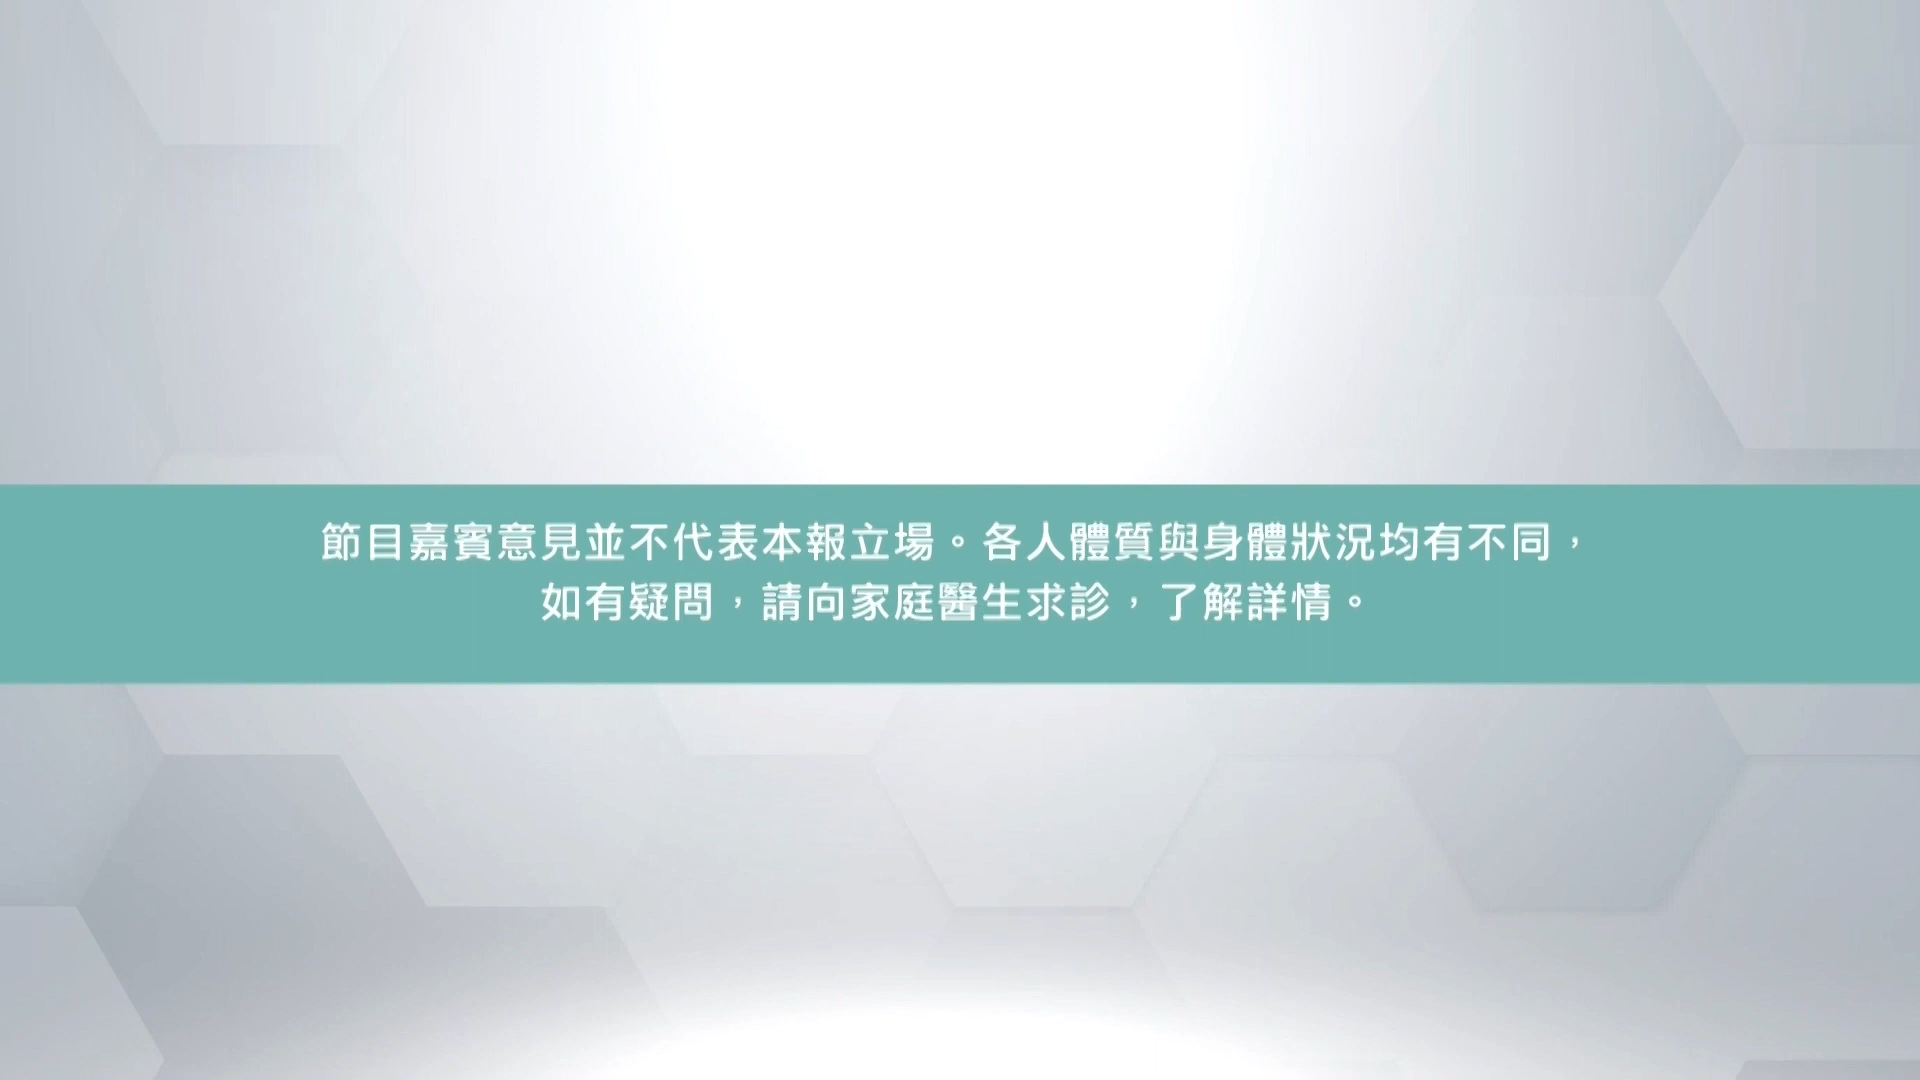 節目嘉賓意見並不代表本報立場。各人體質與身體狀況均有不同，
如有疑問，請向家庭醫生求診，了解詳情。